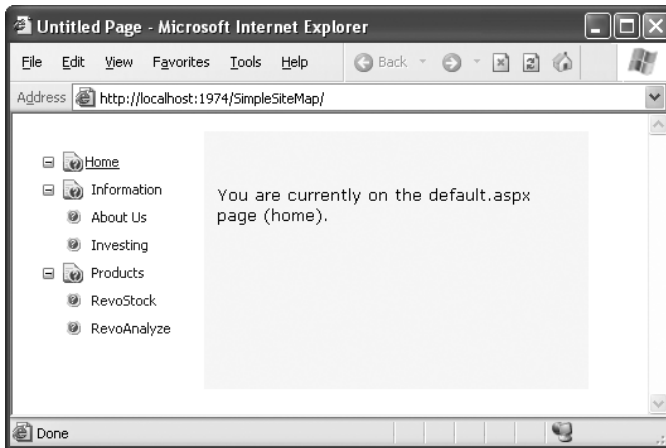 Untitled Page - Microsoft Internet Explorer
File Edit View Favorites Tools Help Back
Address http://localhost:1974/SimpleSiteMap/
Home
Information
About Us
Investing
Products
RevoStock
RevoAnalyze
You are currently on the default.aspx
page (home).
Done